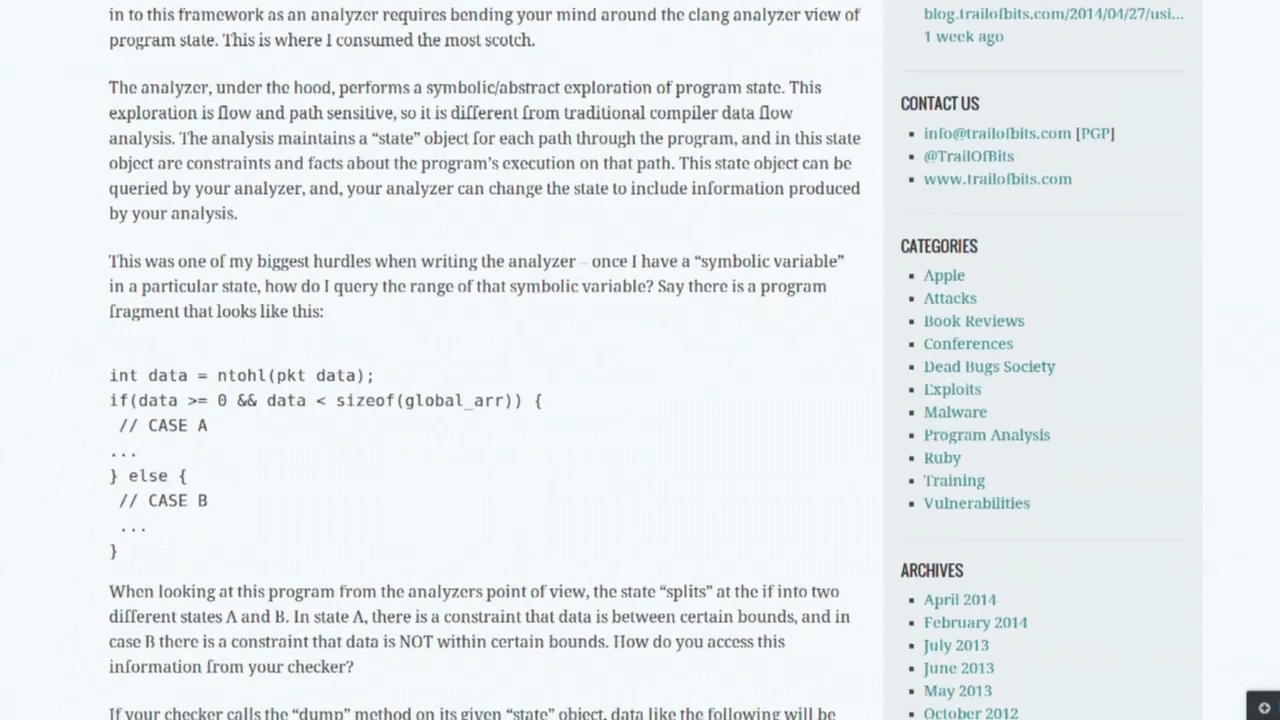 in to this framework as an analyzer requires bending your mind around the clang analyzer view of
program state. This is where I consumed the most scotch.
The analyzer, under the hood, performs a symbolic/abstract exploration of program state. This
exploration is flow and path sensitive, so it is different from traditional compiler data flow
analysis. The analysis maintains a “state” object for each path through the program, and in this state
object are constraints and facts about the program’s execution on that path. This state object can be
queried by your analyzer, and, your analyzer can change the state to include information produced
by your analysis.
This was one of my biggest hurdles when writing the analyzer – once I have a “symbolic variable”
in a particular state, how do I query the range of that symbolic variable? Say there is a program
fragment that looks like this:
int data = ntohl(pkt data);
if(data >= 0 && data < sizeof(global_arr)) {
// CASE A
...
} else {
// CASE B
...
}
When looking at this program from the analyzers point of view, the state “splits” at the if into two
different states A and B. In state A, there is a constraint that data is between certain bounds, and in
case B there is a constraint that data is NOT within certain bounds. How do you access this
information from your checker?
If your checker calls the “dump” method on its given “state” object, data like the following will be
blog.trailofbits.com/2014/04/27/usi...
1 week ago
CONTACT US
info@trailofbits.com [PGP]
@TrailOfBits
www.trailofbits.com
CATEGORIES
Apple
Attacks
Book Reviews
Conferences
Dead Bugs Society
Exploits
Malware
Program Analysis
Ruby
Training
Vulnerabilities
ARCHIVES
April 2014
February 2014
July 2013
June 2013
May 2013
October 2012